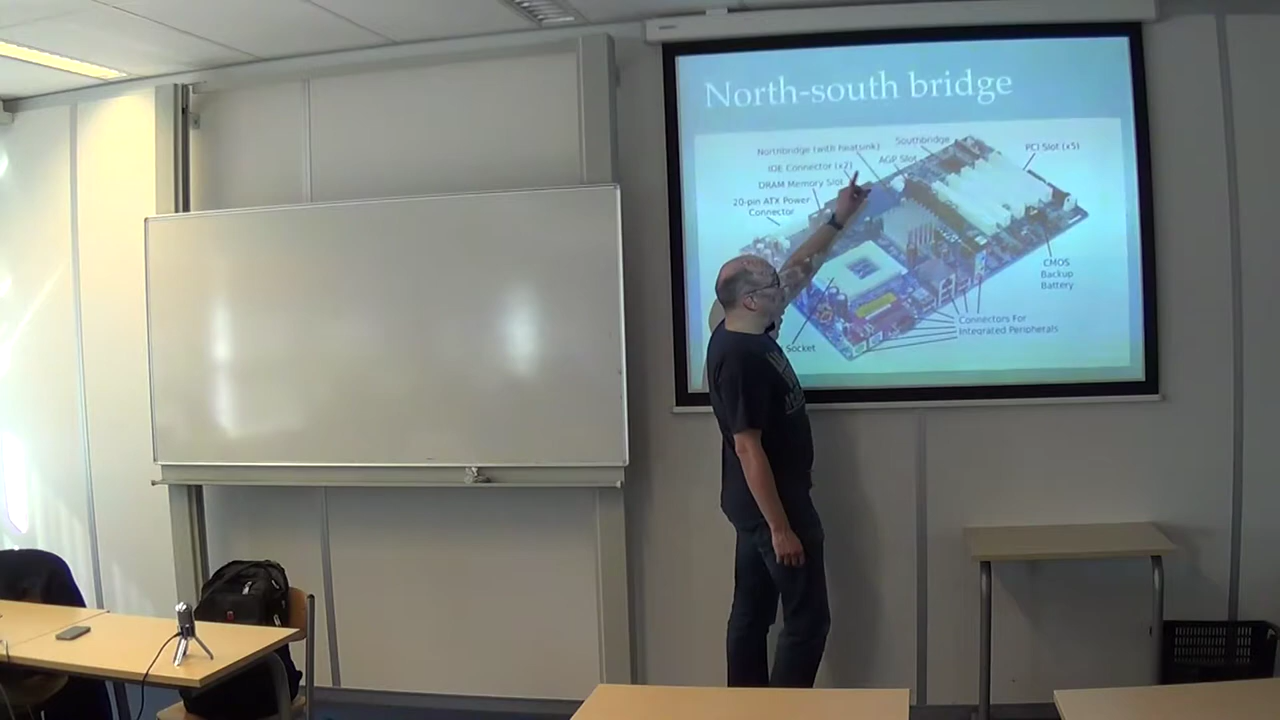 North-south bridge
Northbridge (with heatsink)
Southbridge
IDE Connector (x2)
AGP Slot
PCI Slot (x5)
DRAM Memory Slot
20-pin ATX Power
Connector
CMOS
Backup
Battery
Connectors For
Integrated Peripherals
Socket